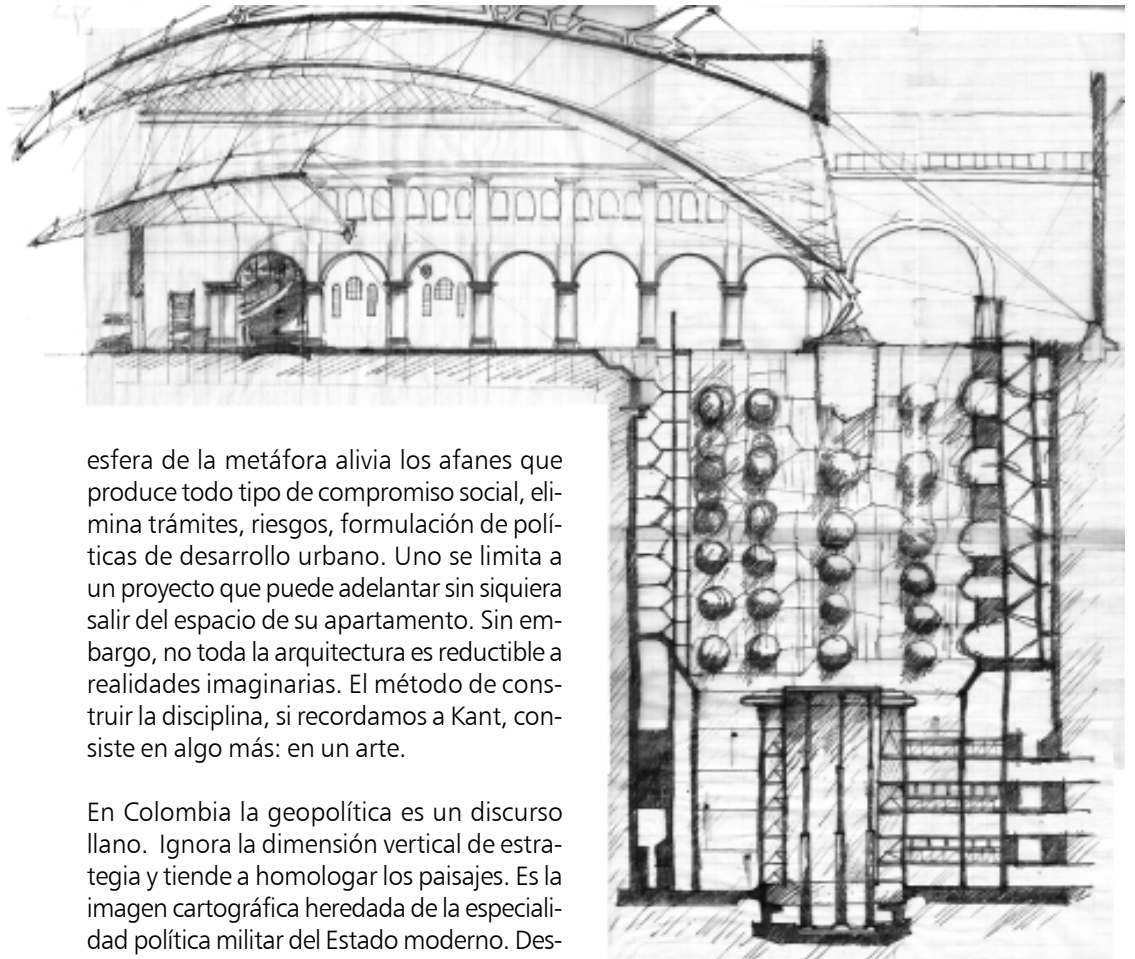 esfera de la metáfora alivia los afanes que
produce todo tipo de compromiso social, eli-
mina trámites, riesgos, formulación de polí-
ticas de desarrollo urbano. Uno se limita a
un proyecto que puede adelantar sin siquiera
salir del espacio de su apartamento. Sin em-
bargo, no toda la arquitectura es reductible a
realidades imaginarias. El método de cons-
truir la disciplina, si recordamos a Kant, con-
siste en algo más: en un arte.
En Colombia la geopolítica es un discurso
llano. Ignora la dimensión vertical de estra-
tegia y tiende a homologar los paisajes. Es la
imagen cartográfica heredada de la especiali-
dad política militar del Estado moderno. Des-